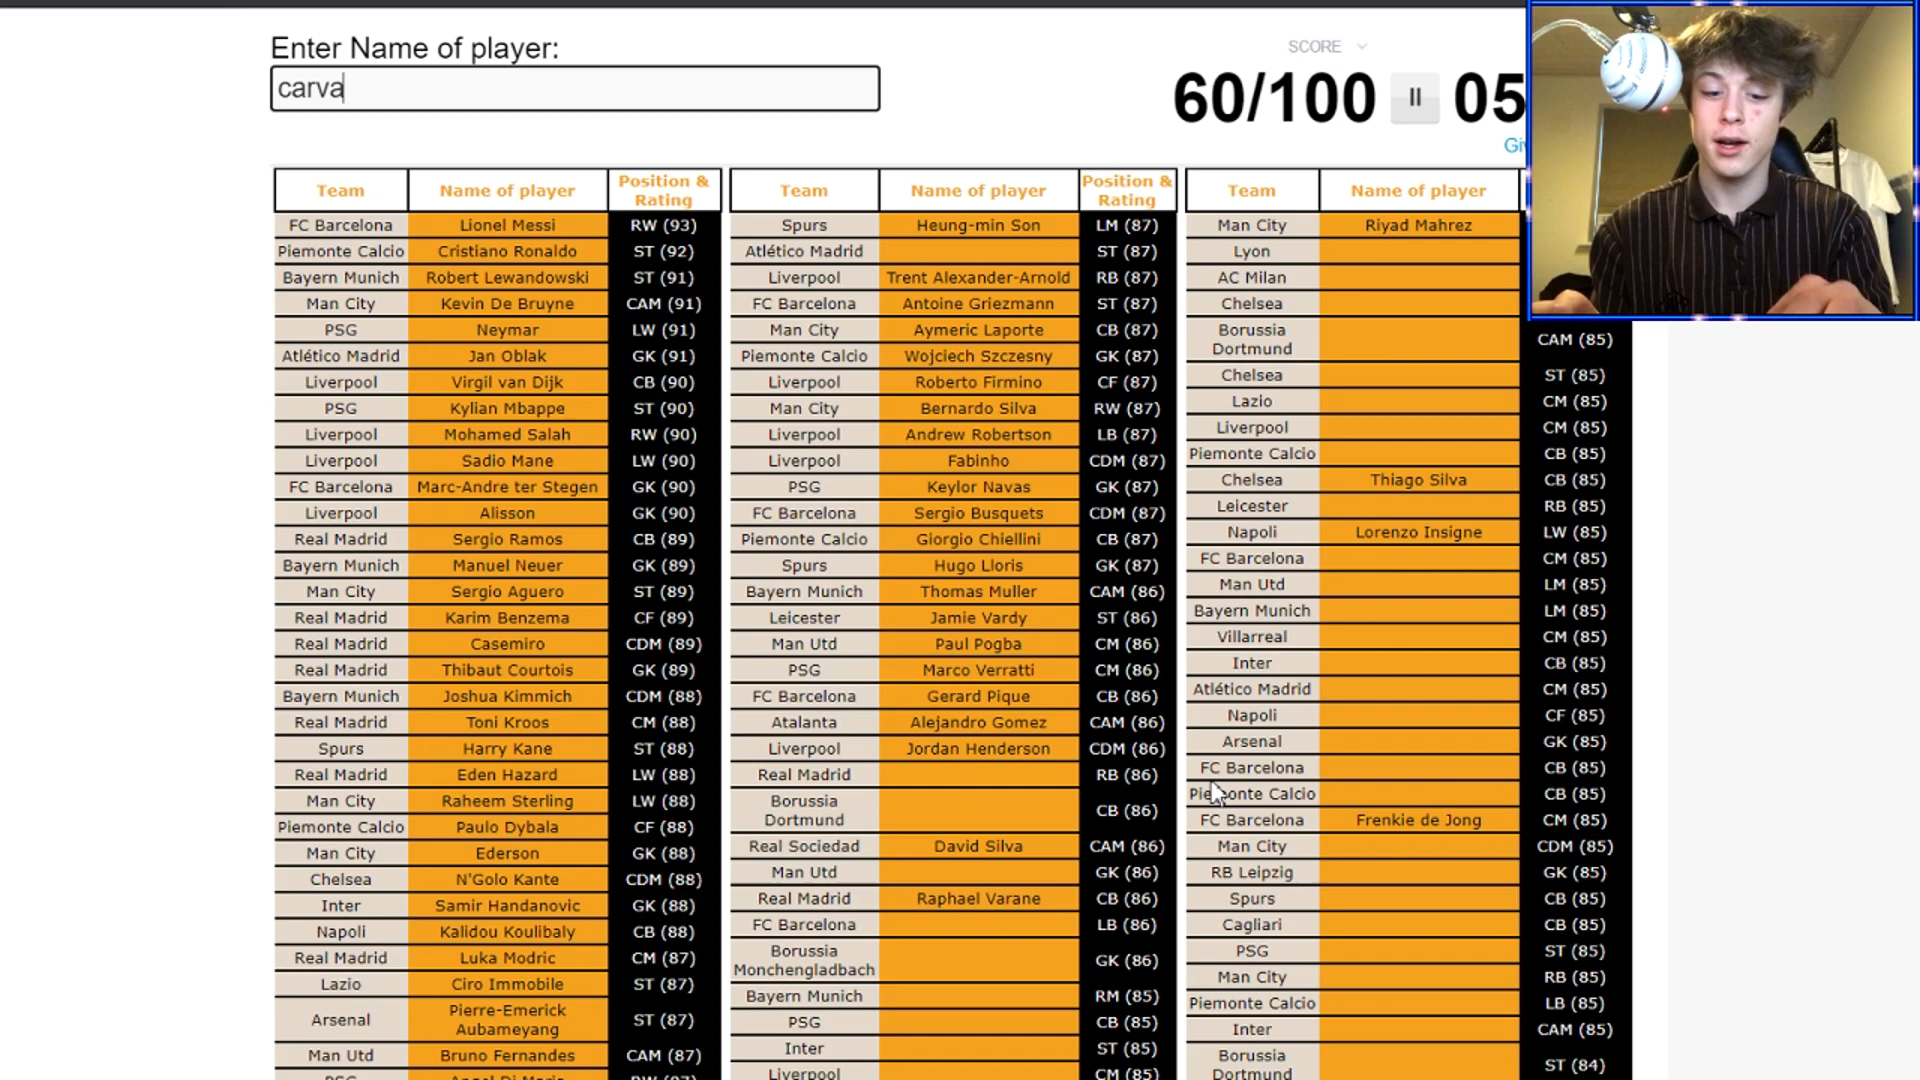 Enter Name of player:
carva
SCORE
60/100
05
Giv
Team Name of player Position & Rating
FC Barcelona Lionel Messi RW (93)
Piemonte Calcio Cristiano Ronaldo ST (92)
Bayern Munich Robert Lewandowski ST (91)
Man City Kevin De Bruyne CAM (91)
PSG Neymar LW (91)
Atlético Madrid Jan Oblak GK (91)
Liverpool Virgil van Dijk CB (90)
PSG Kylian Mbappe ST (90)
Liverpool Mohamed Salah RW (90)
Liverpool Sadio Mane LW (90)
FC Barcelona Marc-Andre ter Stegen GK (90)
Liverpool Alisson GK (90)
Real Madrid Sergio Ramos CB (89)
Bayern Munich Manuel Neuer GK (89)
Man City Sergio Aguero ST (89)
Real Madrid Karim Benzema CF (89)
Real Madrid Casemiro CDM (89)
Real Madrid Thibaut Courtois GK (89)
Bayern Munich Joshua Kimmich CDM (88)
Real Madrid Toni Kroos CM (88)
Spurs Harry Kane ST (88)
Real Madrid Eden Hazard LW (88)
Man City Raheem Sterling LW (88)
Piemonte Calcio Paulo Dybala CF (88)
Man City Ederson GK (88)
Chelsea N'Golo Kante CDM (88)
Inter Samir Handanovic GK (88)
Napoli Kalidou Koulibaly CB (88)
Real Madrid Luka Modric CM (87)
Lazio Ciro Immobile ST (87)
Arsenal Pierre-Emerick Aubameyang ST (87)
Man Utd Bruno Fernandes CAM (87)
Team Name of player Position & Rating
Spurs Heung-min Son LM (87)
Atlético Madrid ST (87)
Liverpool Trent Alexander-Arnold RB (87)
FC Barcelona Antoine Griezmann ST (87)
Man City Aymeric Laporte CB (87)
Piemonte Calcio Wojciech Szczesny GK (87)
Liverpool Roberto Firmino CF (87)
Man City Bernardo Silva RW (87)
Liverpool Andrew Robertson LB (87)
Liverpool Fabinho CDM (87)
PSG Keylor Navas GK (87)
FC Barcelona Sergio Busquets CDM (87)
Piemonte Calcio Giorgio Chiellini CB (87)
Spurs Hugo Lloris GK (87)
Bayern Munich Thomas Muller CAM (86)
Leicester Jamie Vardy ST (86)
Man Utd Paul Pogba CM (86)
PSG Marco Verratti CM (86)
FC Barcelona Gerard Pique CB (86)
Atalanta Alejandro Gomez CAM (86)
Liverpool Jordan Henderson CDM (86)
Real Madrid RB (86)
Borussia Dortmund CB (86)
Real Sociedad David Silva CAM (86)
Man Utd GK (86)
Real Madrid Raphael Varane CB (86)
FC Barcelona LB (86)
Borussia Monchengladbach GK (86)
Bayern Munich RM (85)
PSG CB (85)
Inter ST (85)
Liverpool CM (85)
Team Name of player
Man City Riyad Mahrez
Lyon
AC Milan
Chelsea
Borussia Dortmund CAM (85)
Chelsea ST (85)
Lazio CM (85)
Liverpool CM (85)
Piemonte Calcio CB (85)
Chelsea Thiago Silva CB (85)
Leicester RB (85)
Napoli Lorenzo Insigne LW (85)
FC Barcelona CM (85)
Man Utd LM (85)
Bayern Munich LM (85)
Villarreal CM (85)
Inter CB (85)
Atlético Madrid CM (85)
Napoli CF (85)
Arsenal GK (85)
FC Barcelona CB (85)
Piemonte Calcio CB (85)
FC Barcelona Frenkie de Jong CM (85)
Man City CDM (85)
RB Leipzig GK (85)
Spurs CB (85)
Cagliari CB (85)
PSG ST (85)
Man City RB (85)
Piemonte Calcio LB (85)
Inter CAM (85)
Borussia Dortmund ST (84)